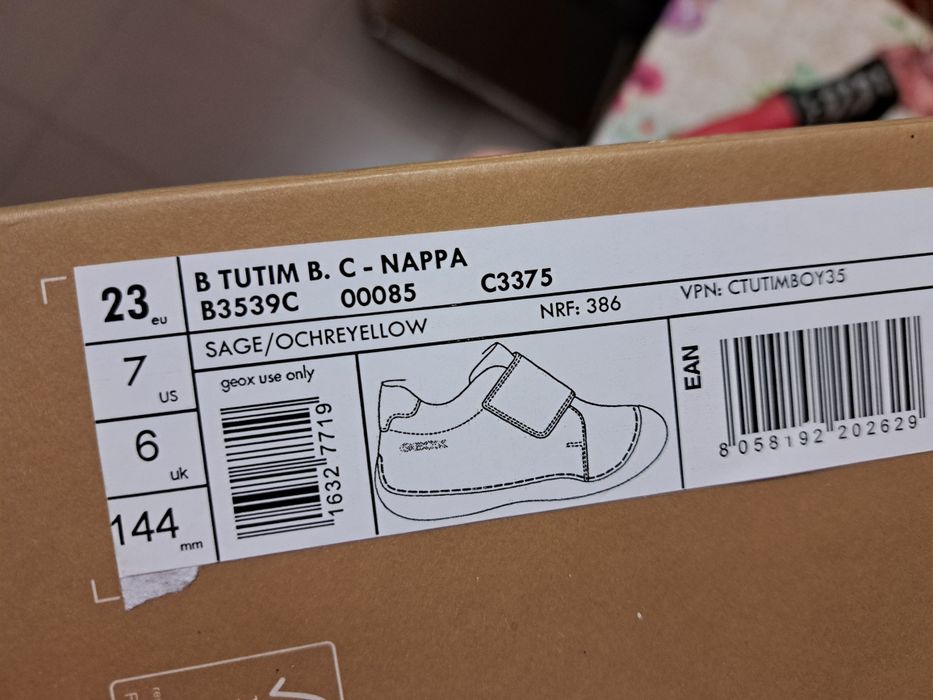 23 eu
7 US
6 uk
144 mm
B TUTIM B. C - NAPPA
B3539C 00085 C3375
SAGE/OCHREYELLOW NRF: 386 VPN: CTUTIMBOY35
geox use only
1632 7719
GEOX
EAN
8 058192 202629